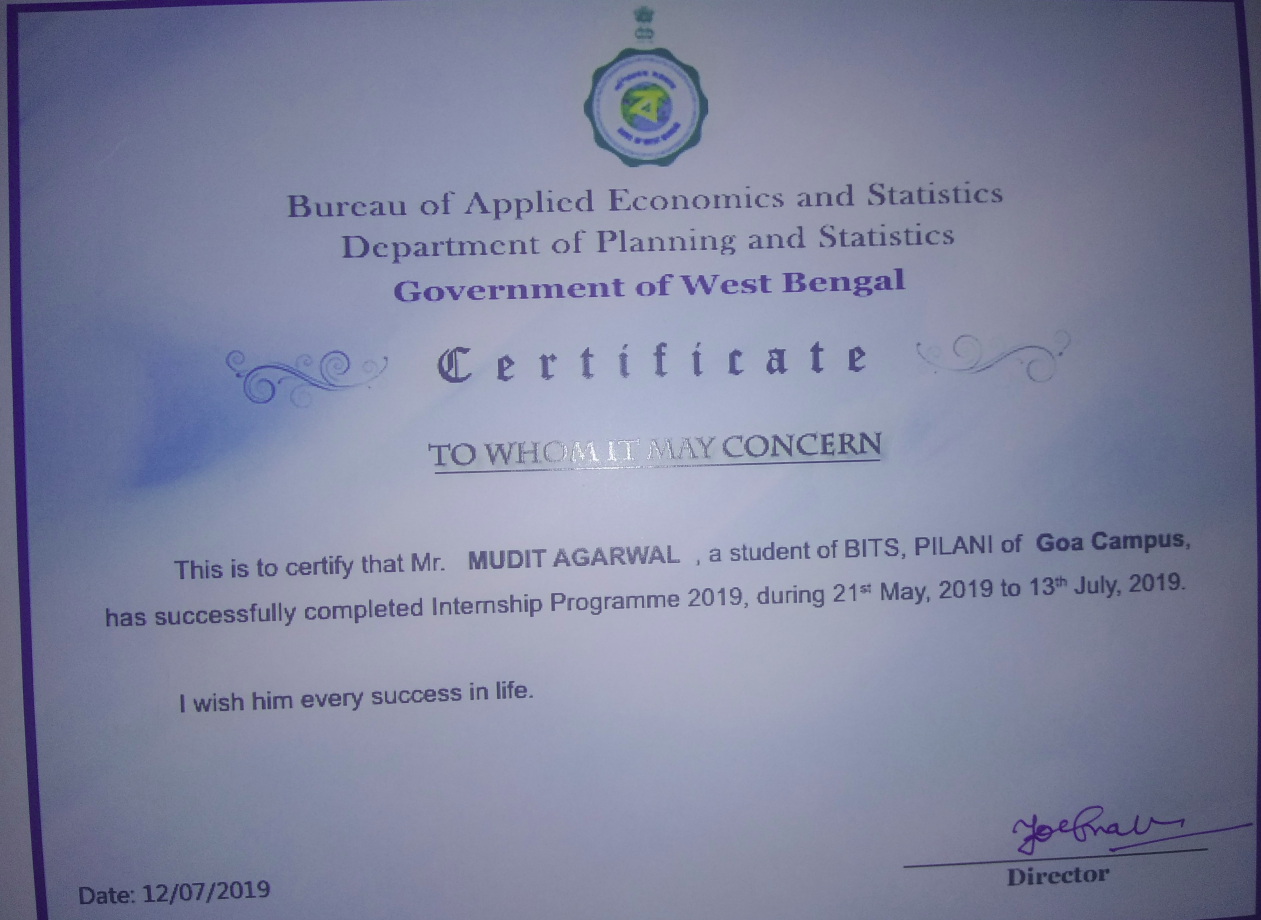 Bureau of Applied Economics and Statistics
Department of Planning and Statistics
Government of West Bengal
Certificate
TO WHOM IT MAY CONCERN
This is to certify that Mr. MUDIT AGARWAL , a student of BITS, PILANI of Goa Campus,
has successfully completed Internship Programme 2019, during 21st May, 2019 to 13th July, 2019.
I wish him every success in life.
Director
Date: 12/07/2019